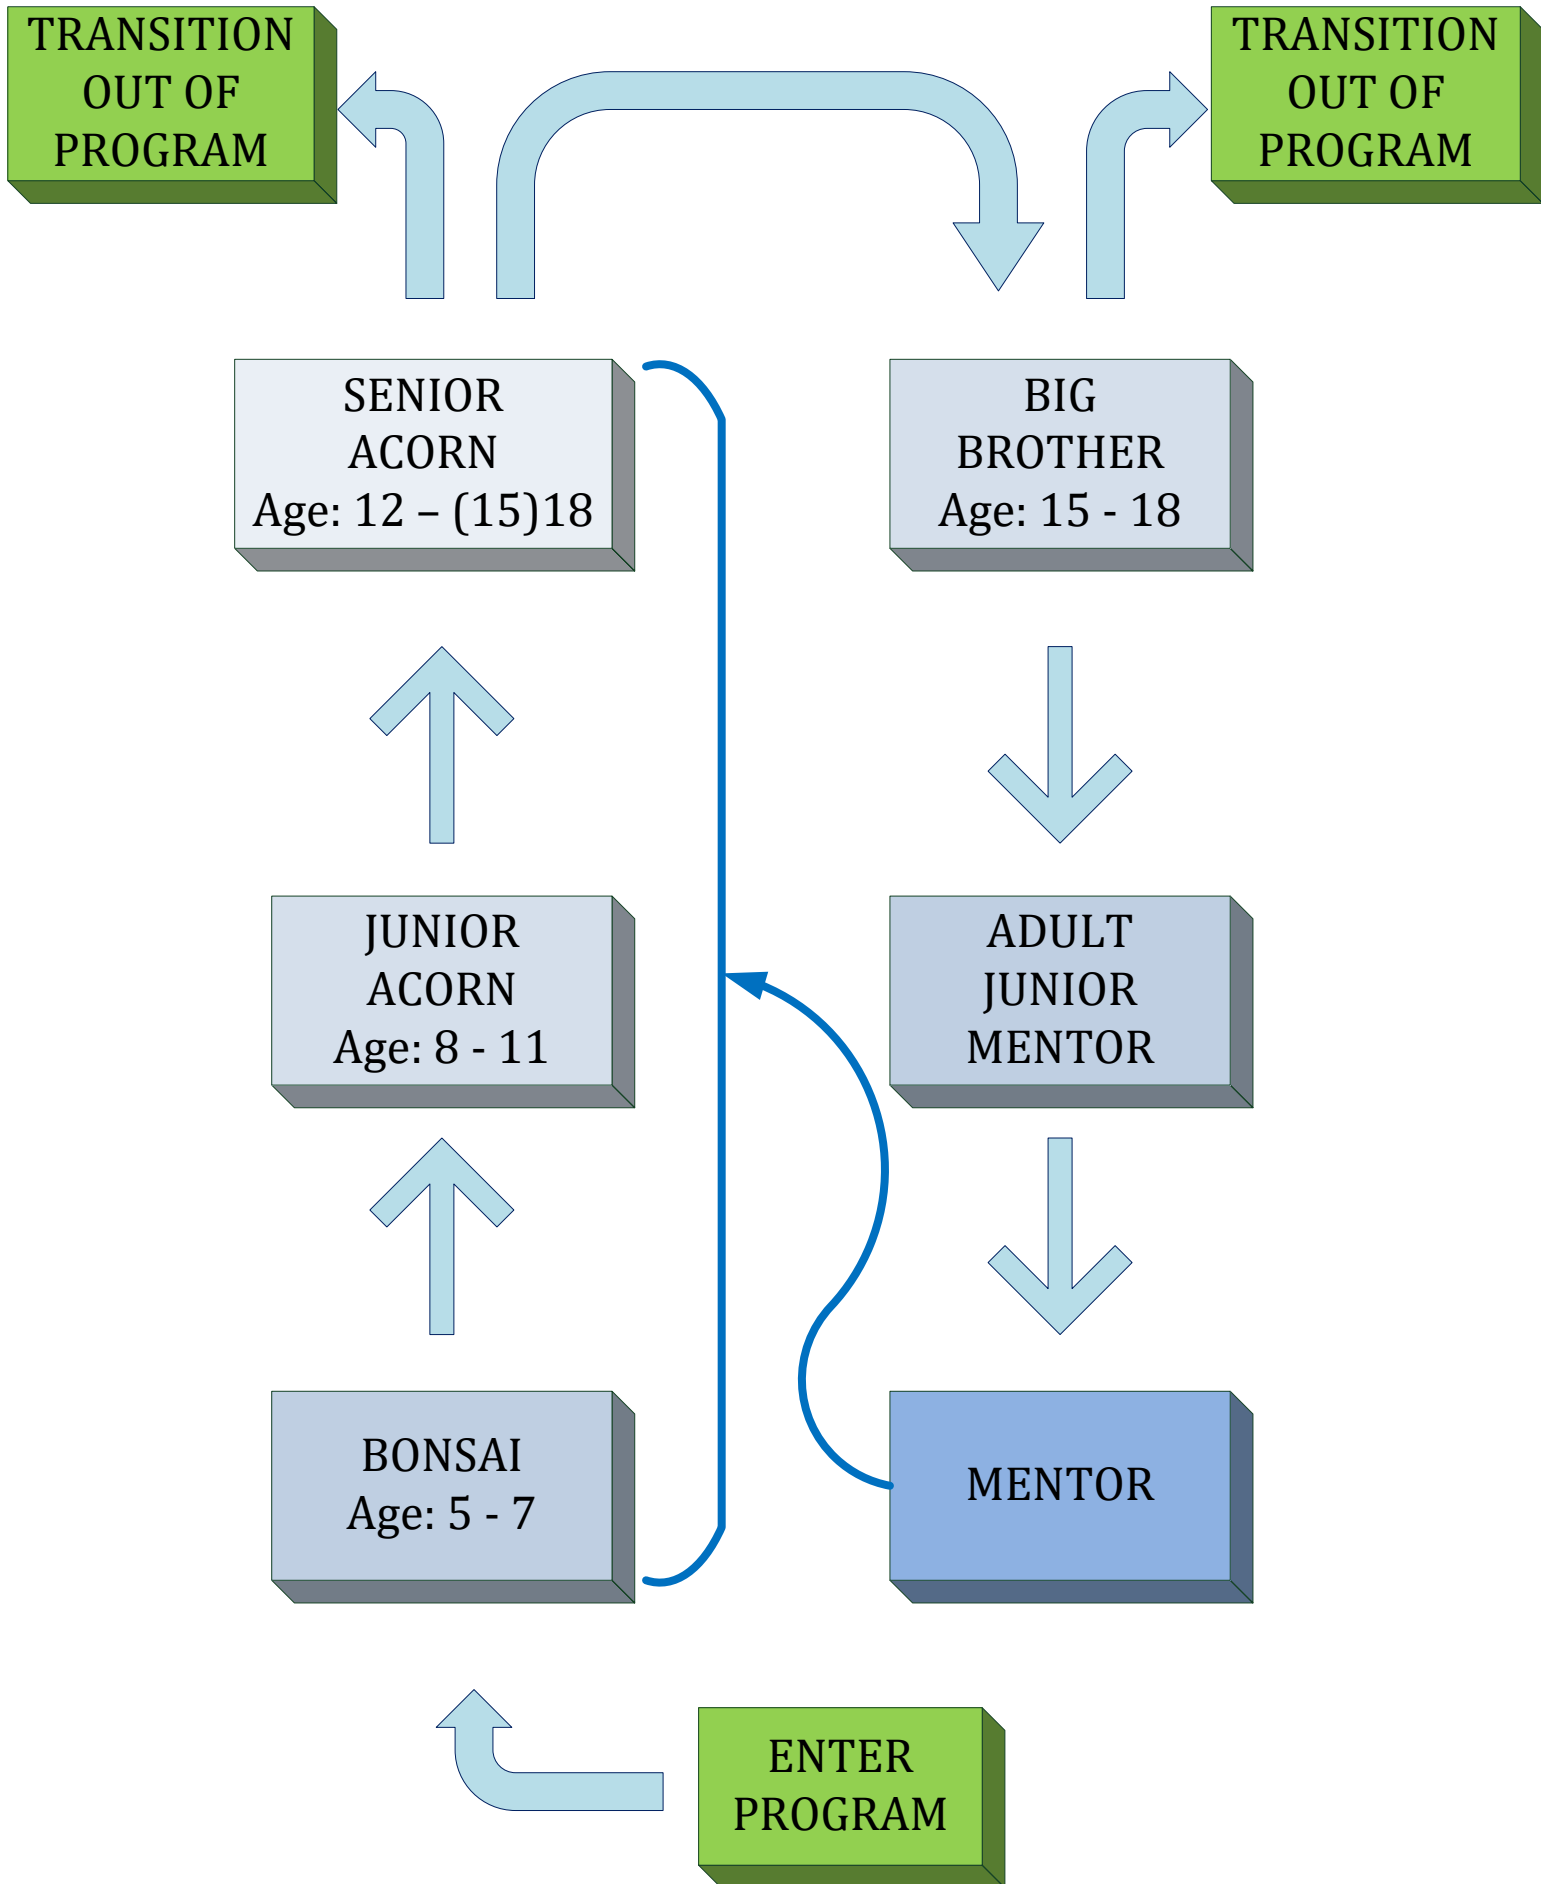 TRANSITION
OUT OF
PROGRAM
TRANSITION
OUT OF
PROGRAM
SENIOR
ACORN
Age: 12 – (15)18
BIG
BROTHER
Age: 15 - 18
JUNIOR
ACORN
Age: 8 - 11
ADULT
JUNIOR
MENTOR
BONSAI
Age: 5 - 7
MENTOR
ENTER
PROGRAM